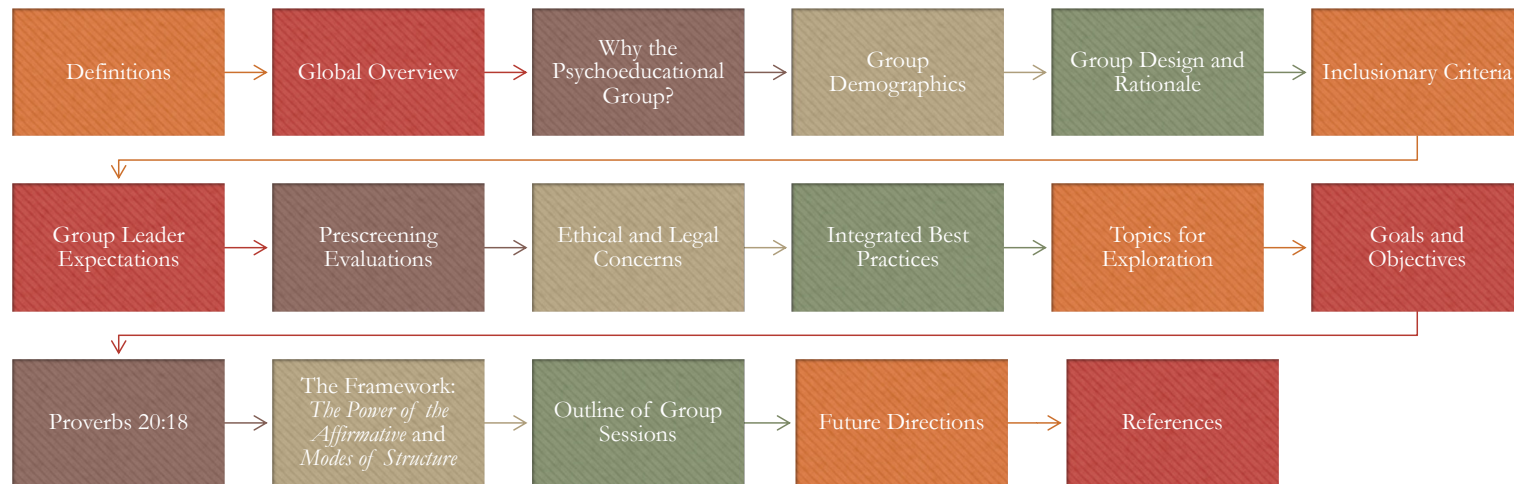 Definitions
Global Overview
Why the
Psychoeducational
Group?
Group
Demographics
Group Design and
Rationale
Inclusionary Criteria
Group Leader
Expectations
Prescreening
Evaluations
Ethical and Legal
Concerns
Integrated Best
Practices
Topics for
Exploration
Goals and
Objectives
Proverbs 20:18
The Framework:
The Power of the
Affirmative and
Modes of Structure
Outline of Group
Sessions
Future Directions
References